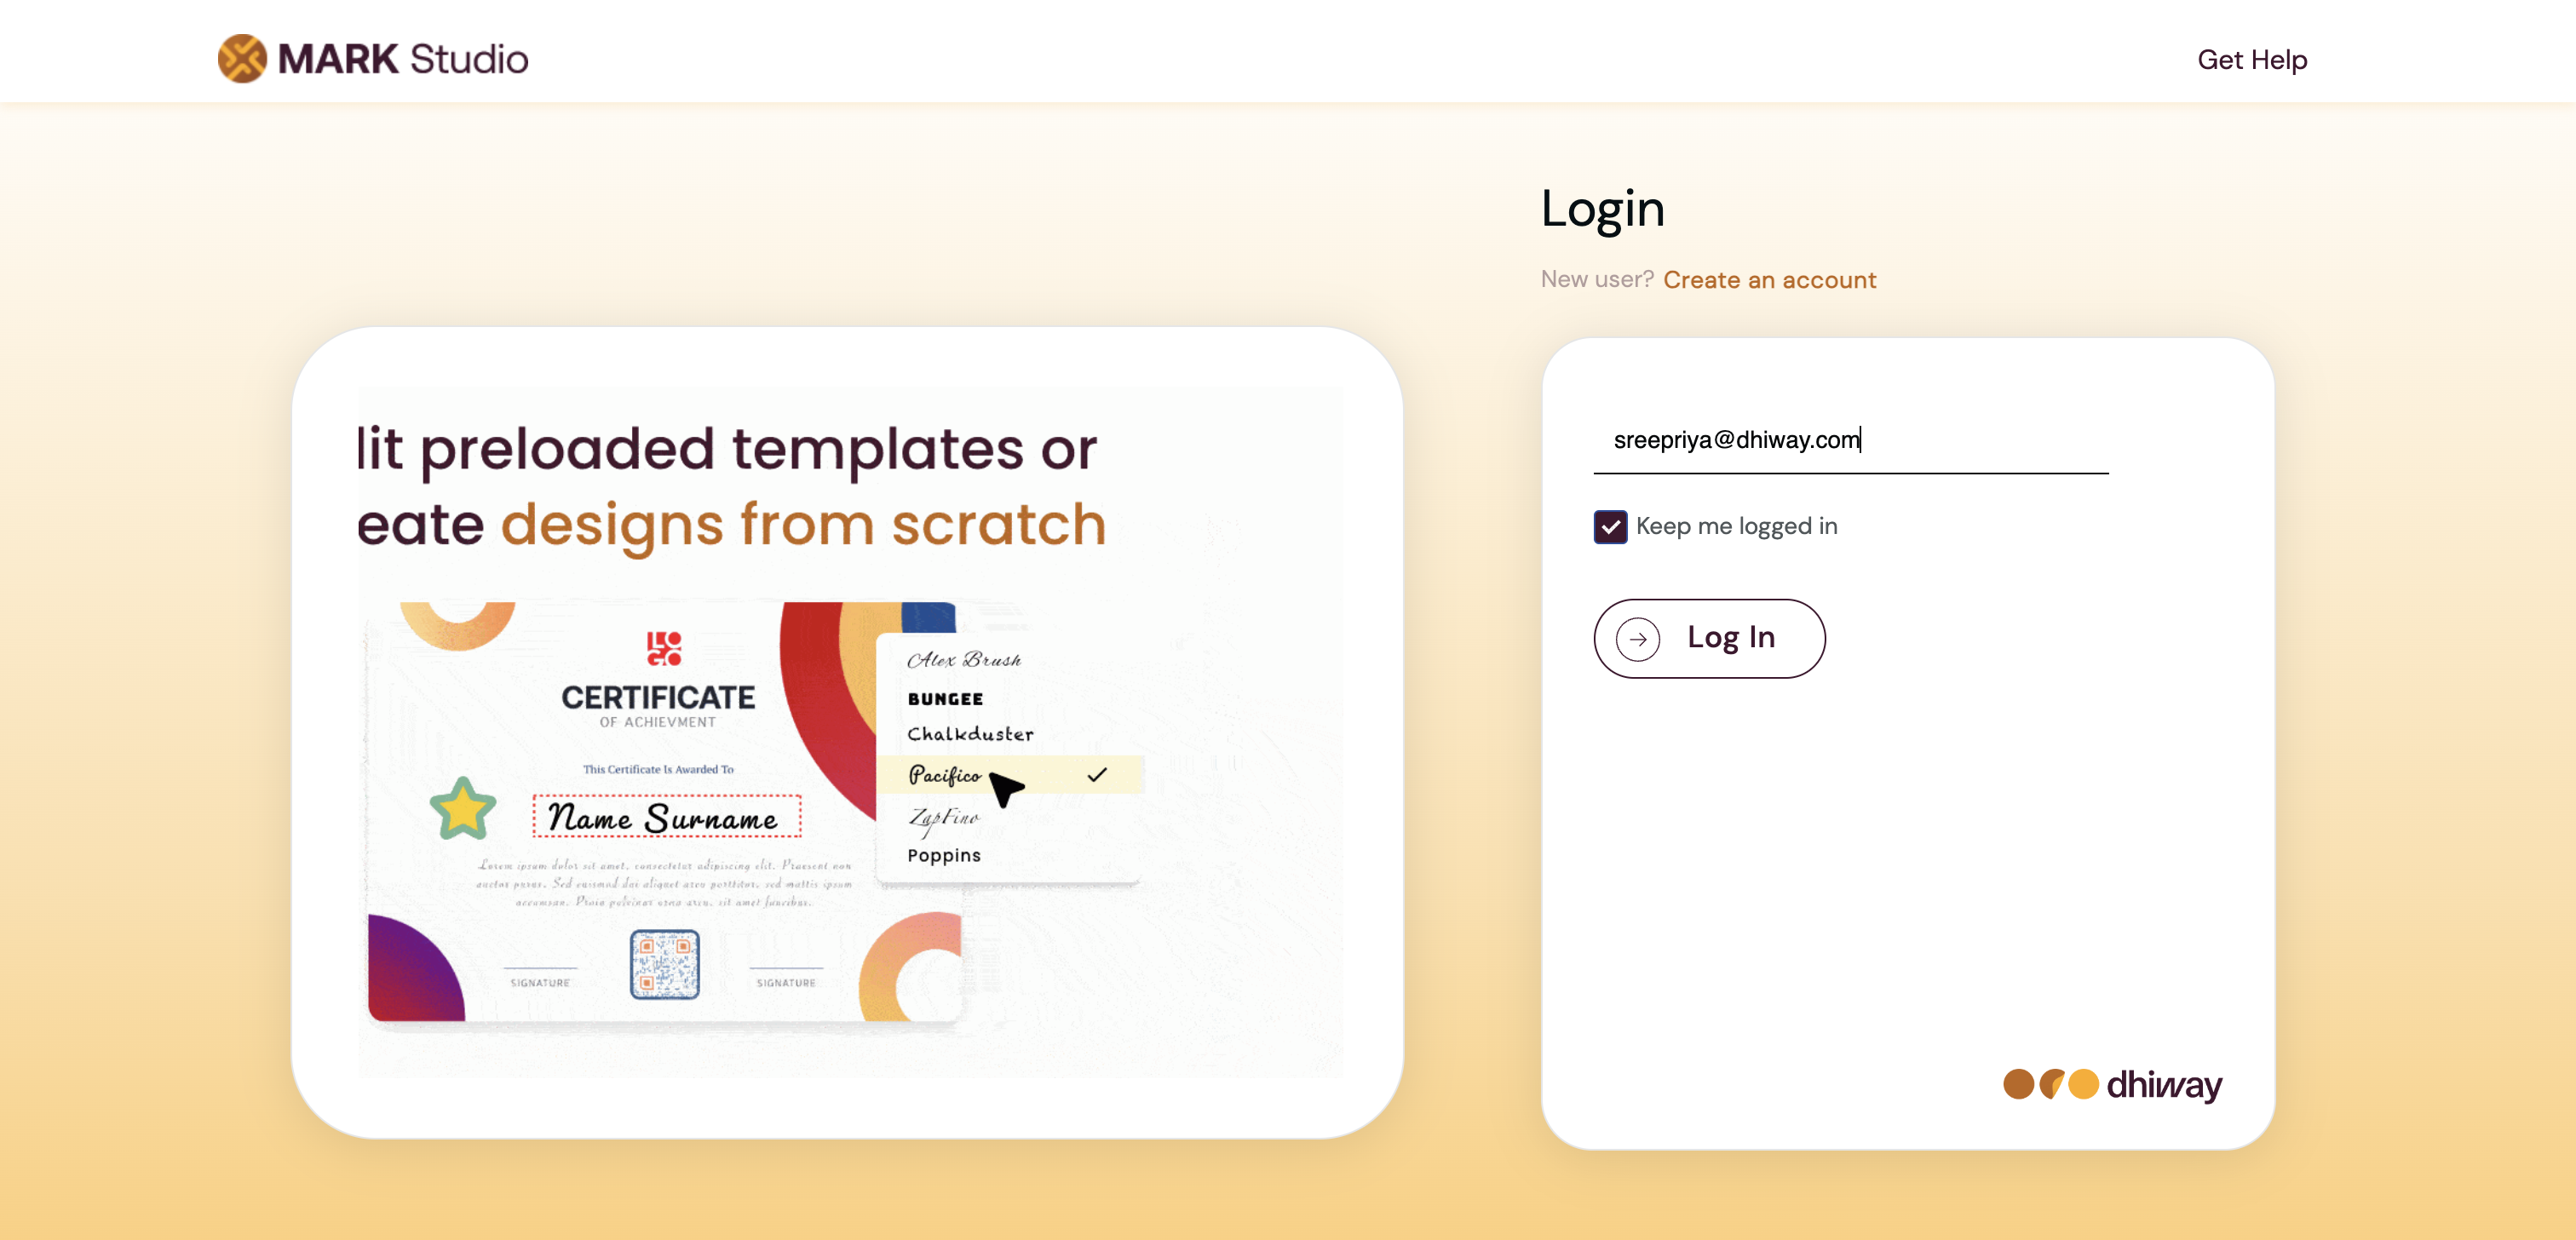 MARK Studio
Get Help
Login
New user? Create an account
lit preloaded templates or
eate designs from scratch
LOGO
CERTIFICATE
OF ACHIEVMENT
This Certificate Is Awarded To
Name Surname
Lorem ipsum dolor sit amet, consectetur adipiscing elit. Praesent non
auctor purus. Sed euismod dui aliquet arcu porttitor, sed mattis ipsum
accumsan. Proin pulvinar urna arcu, sit amet faucibus.
SIGNATURE
SIGNATURE
Alex Brush
BUNGEE
Chalkduster
Pacifico
ZapFino
Poppins
sreepriya@dhiway.com
Keep me logged in
Log In
dhiway